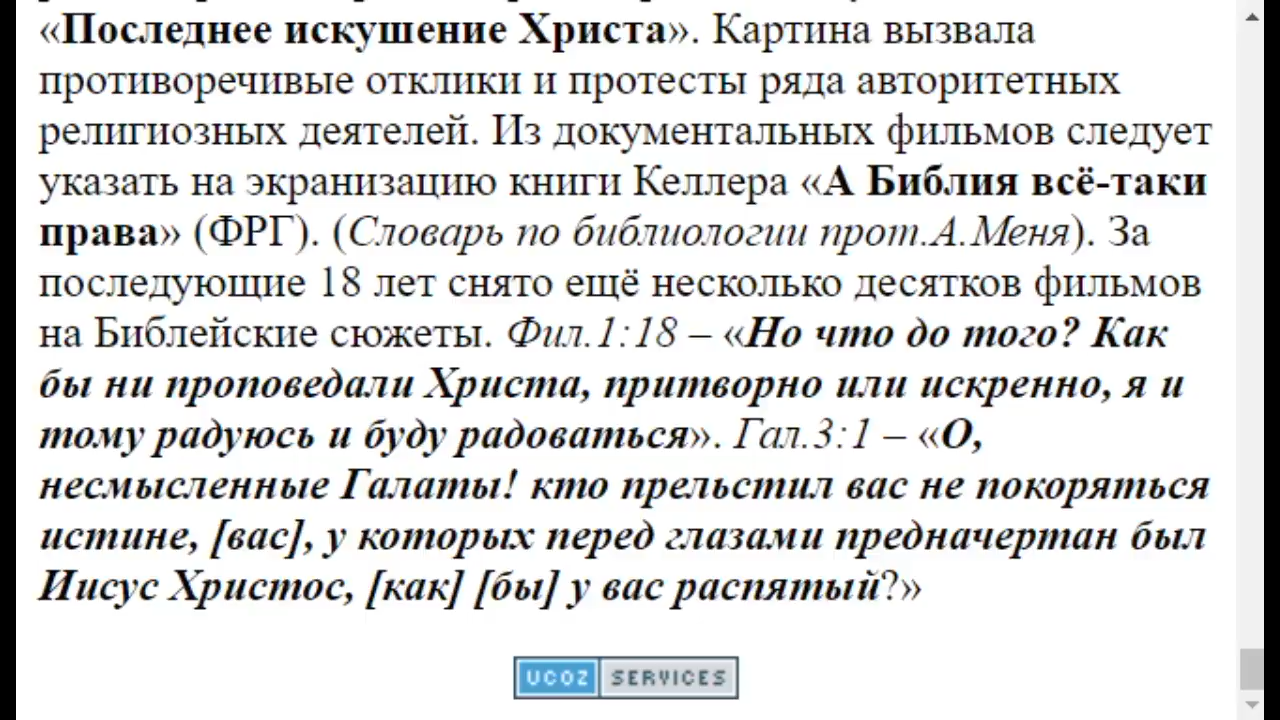 «Последнее искушение Христа». Картина вызвала
противоречивые отклики и протесты ряда авторитетных
религиозных деятелей. Из документальных фильмов следует
указать на экранизацию книги Келлера «А Библия всё-таки
права» (ФРГ). (Словарь по библиологии прот.А.Меня). За
последующие 18 лет снято ещё несколько десятков фильмов
на Библейские сюжеты. Фил.1:18 – «Но что до того? Как
бы ни проповедали Христа, притворно или искренно, я и
тому радуюсь и буду радоваться». Гал.3:1 – «О,
несмысленные Галаты! кто прельстил вас не покоряться
истине, [вас], у которых перед глазами предначертан был
Иисус Христос, [как] [бы] у вас распятый?»
UCOZ SERVICES